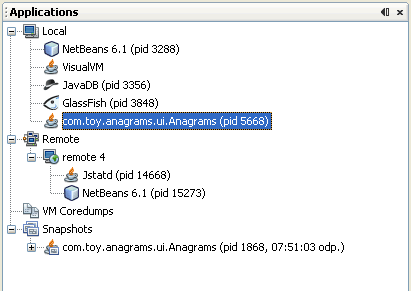 Applications
Local
NetBeans 6.1 (pid 3288)
VisualVM
JavaDB (pid 3356)
GlassFish (pid 3848)
com.toy.anagrams.ui.Anagrams (pid 5668)
Remote
remote 4
Jstatd (pid 14668)
NetBeans 6.1 (pid 15273)
VM Coredumps
Snapshots
com.toy.anagrams.ui.Anagrams (pid 1868, 07:51:03 odp.)